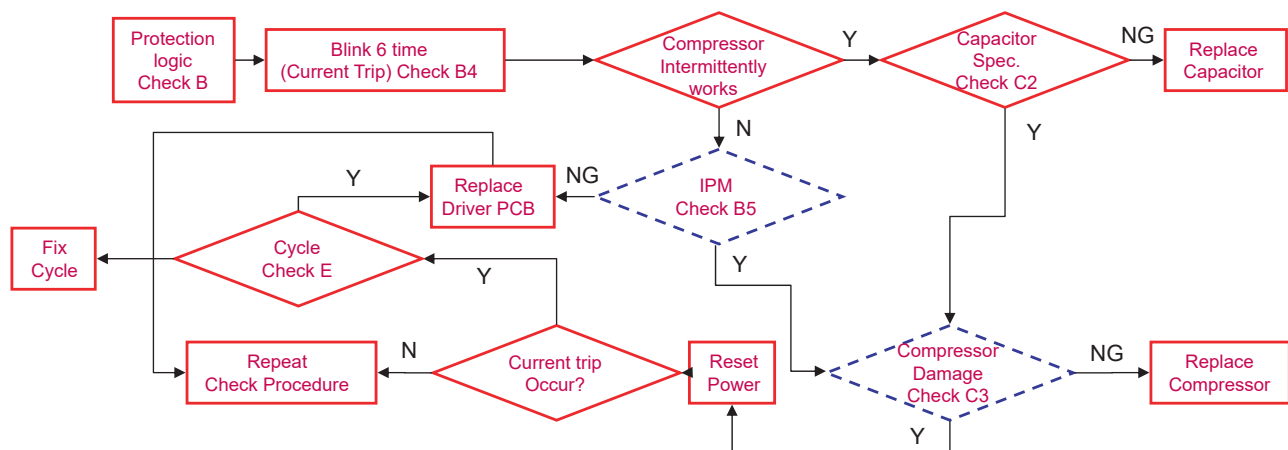 Protection
logic
Check B
Blink 6 time
(Current Trip) Check B4
Compressor
Intermittently
works
Y
Capacitor
Spec.
Check C2
NG
Replace
Capacitor
N
Y
Y
Replace
Driver PCB
NG
IPM
Check B5
Fix
Cycle
Cycle
Check E
Y
Y
Repeat
Check Procedure
N
Current trip
Occur?
Reset
Power
Compressor
Damage
Check C3
NG
Replace
Compressor
Y